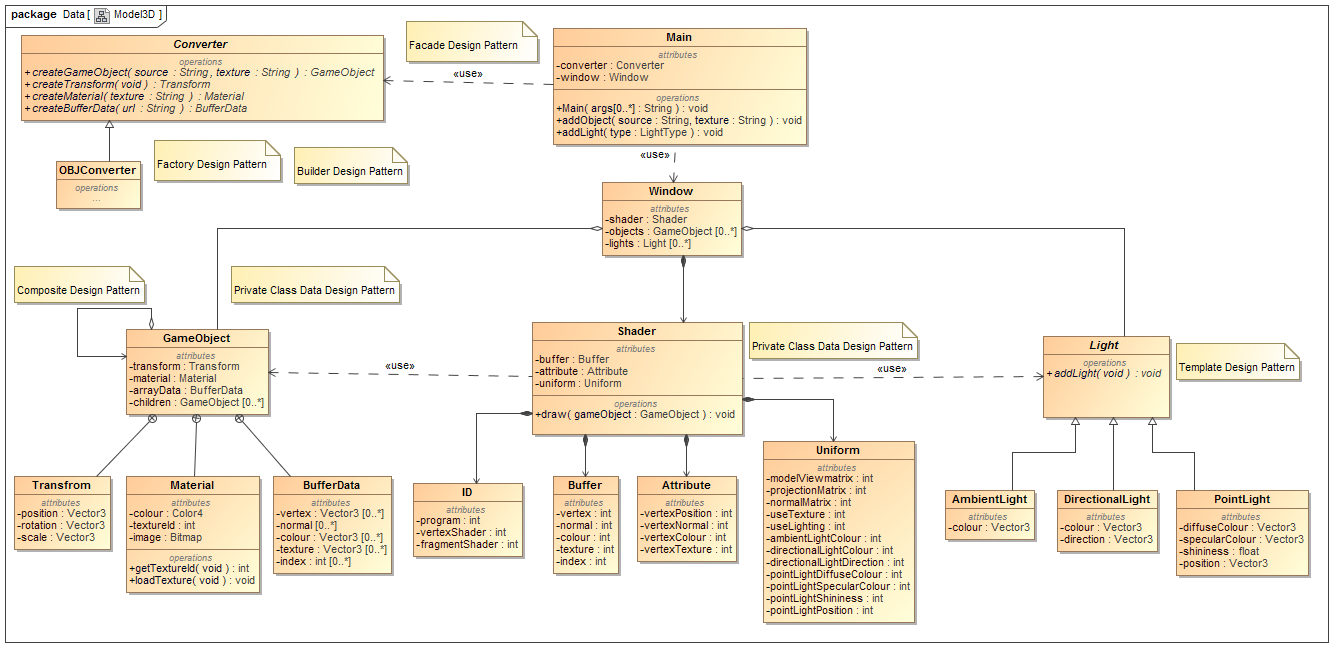 package Data [ Model3D ]
Converter
operations
+createGameObject( source : String, texture : String ) : GameObject
+createTransform( void ) : Transform
+createMaterial( texture : String ) : Material
+createBufferData( url : String ) : BufferData
Facade Design Pattern
«use»
Main
attributes
-converter : Converter
-window : Window
operations
+Main( args[0..*] : String ) : void
+addObject( source : String, texture : String ) : void
+addLight( type : LightType ) : void
OBJConverter
operations
...
Factory Design Pattern
Builder Design Pattern
«use»
Window
attributes
-shader : Shader
-objects : GameObject [0..*]
-lights : Light [0..*]
Composite Design Pattern
Private Class Data Design Pattern
GameObject
attributes
-transform : Transform
-material : Material
-arrayData : BufferData
-children : GameObject [0..*]
«use»
Shader
attributes
-buffer : Buffer
-attribute : Attribute
-uniform : Uniform
operations
+draw( gameObject : GameObject ) : void
Private Class Data Design Pattern
«use»
Light
operations
+addLight( void ) : void
Template Design Pattern
Transfrom
attributes
-position : Vector3
-rotation : Vector3
-scale : Vector3
Material
attributes
-colour : Color4
-textureId : int
-image : Bitmap
operations
+getTextureId( void ) : int
+loadTexture( void ) : void
BufferData
attributes
-vertex : Vector3 [0..*]
-normal [0..*]
-colour : Vector3 [0..*]
-texture : Vector3 [0..*]
-index : int [0..*]
ID
attributes
-program : int
-vertexShader : int
-fragmentShader : int
Buffer
attributes
-vertex : int
-normal : int
-colour : int
-texture : int
-index : int
Attribute
attributes
-vertexPosition : int
-vertexNormal : int
-vertexColour : int
-vertexTexture : int
Uniform
attributes
-modelViewmatrix : int
-projectionMatrix : int
-normalMatrix : int
-useTexture : int
-useLighting : int
-ambientLightColour : int
-directionalLightColour : int
-directionalLightDirection : int
-pointLightDiffuseColour : int
-pointLightSpecularColour : int
-pointLightShininess : int
-pointLightPosition : int
AmbientLight
attributes
-colour : Vector3
DirectionalLight
attributes
-colour : Vector3
-direction : Vector3
PointLight
attributes
-diffuseColour : Vector3
-specularColour : Vector3
-shininess : float
-position : Vector3